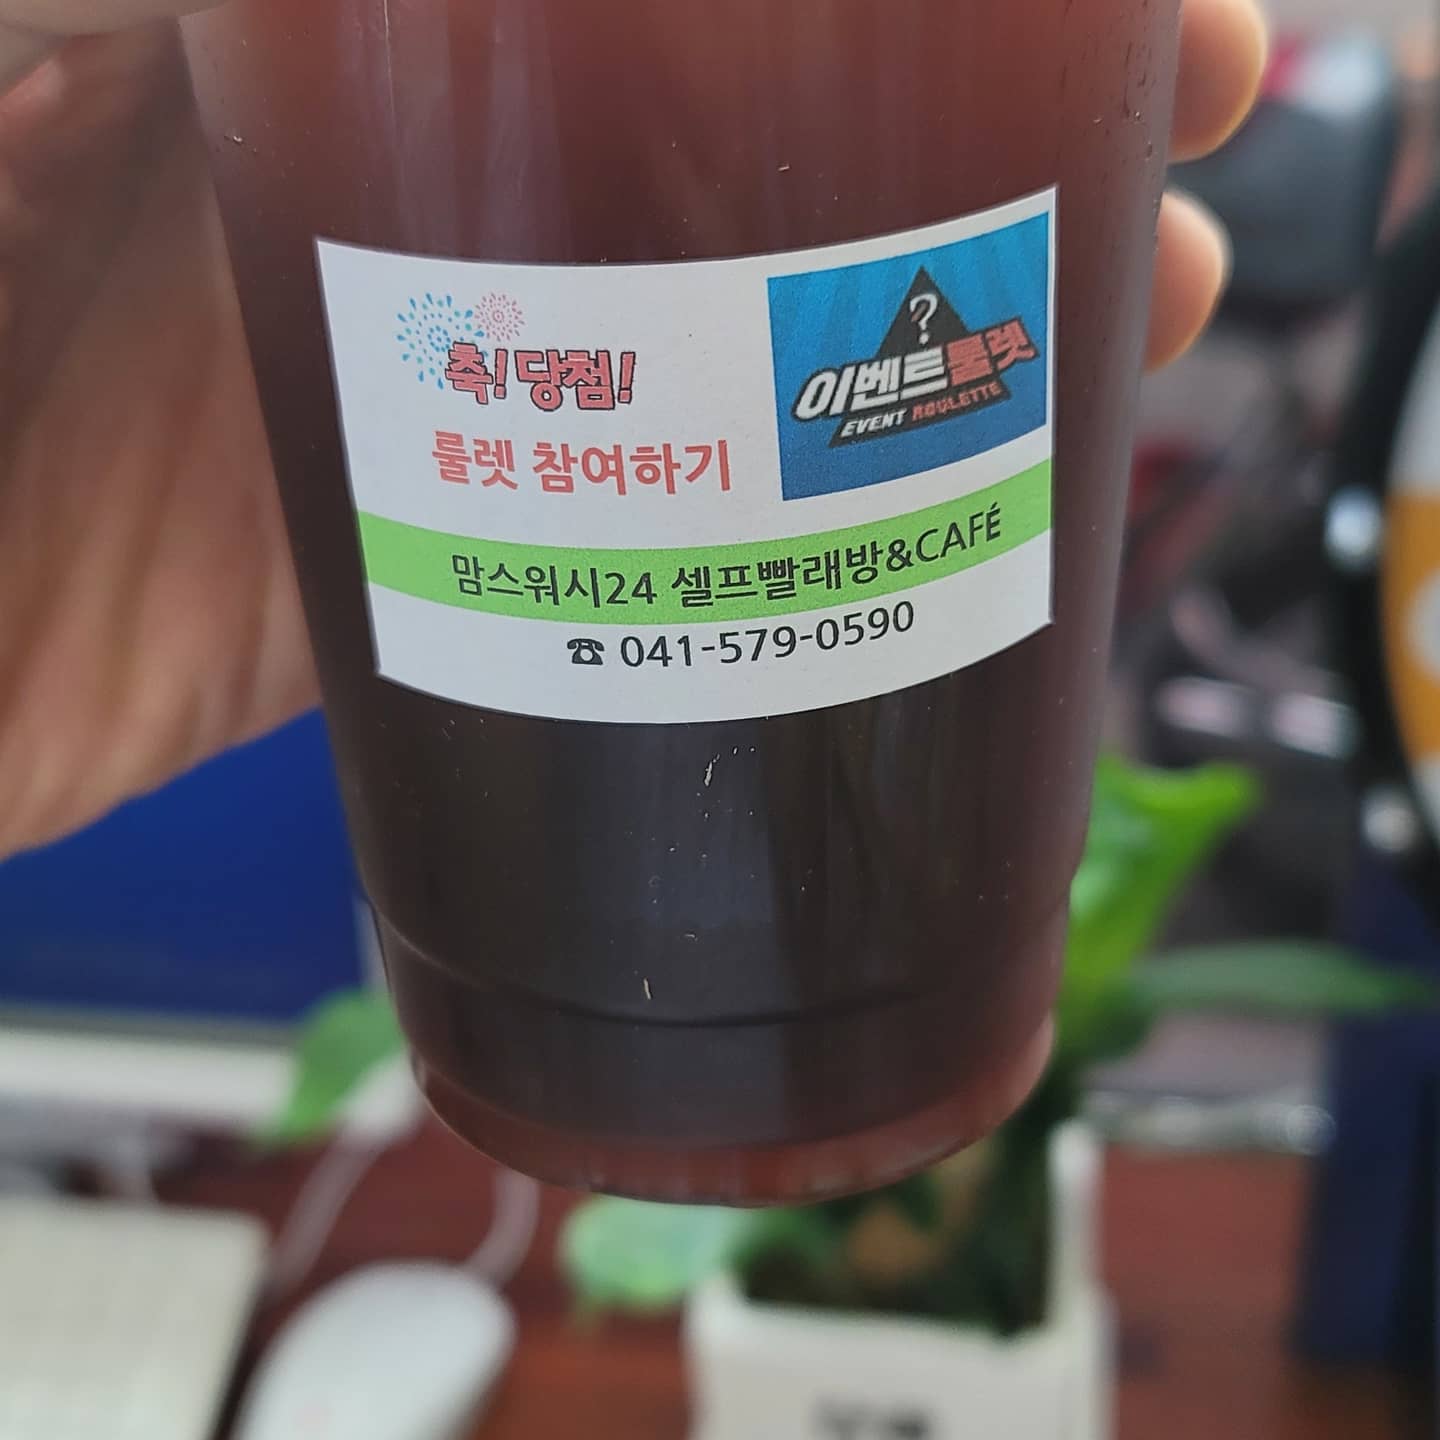 축! 당첨!
룰렛 참여하기
?
이벤트룰렛
EVENT ROULETTE
맘스워시24 셀프빨래방&CAFÉ
☎ 041-579-0590